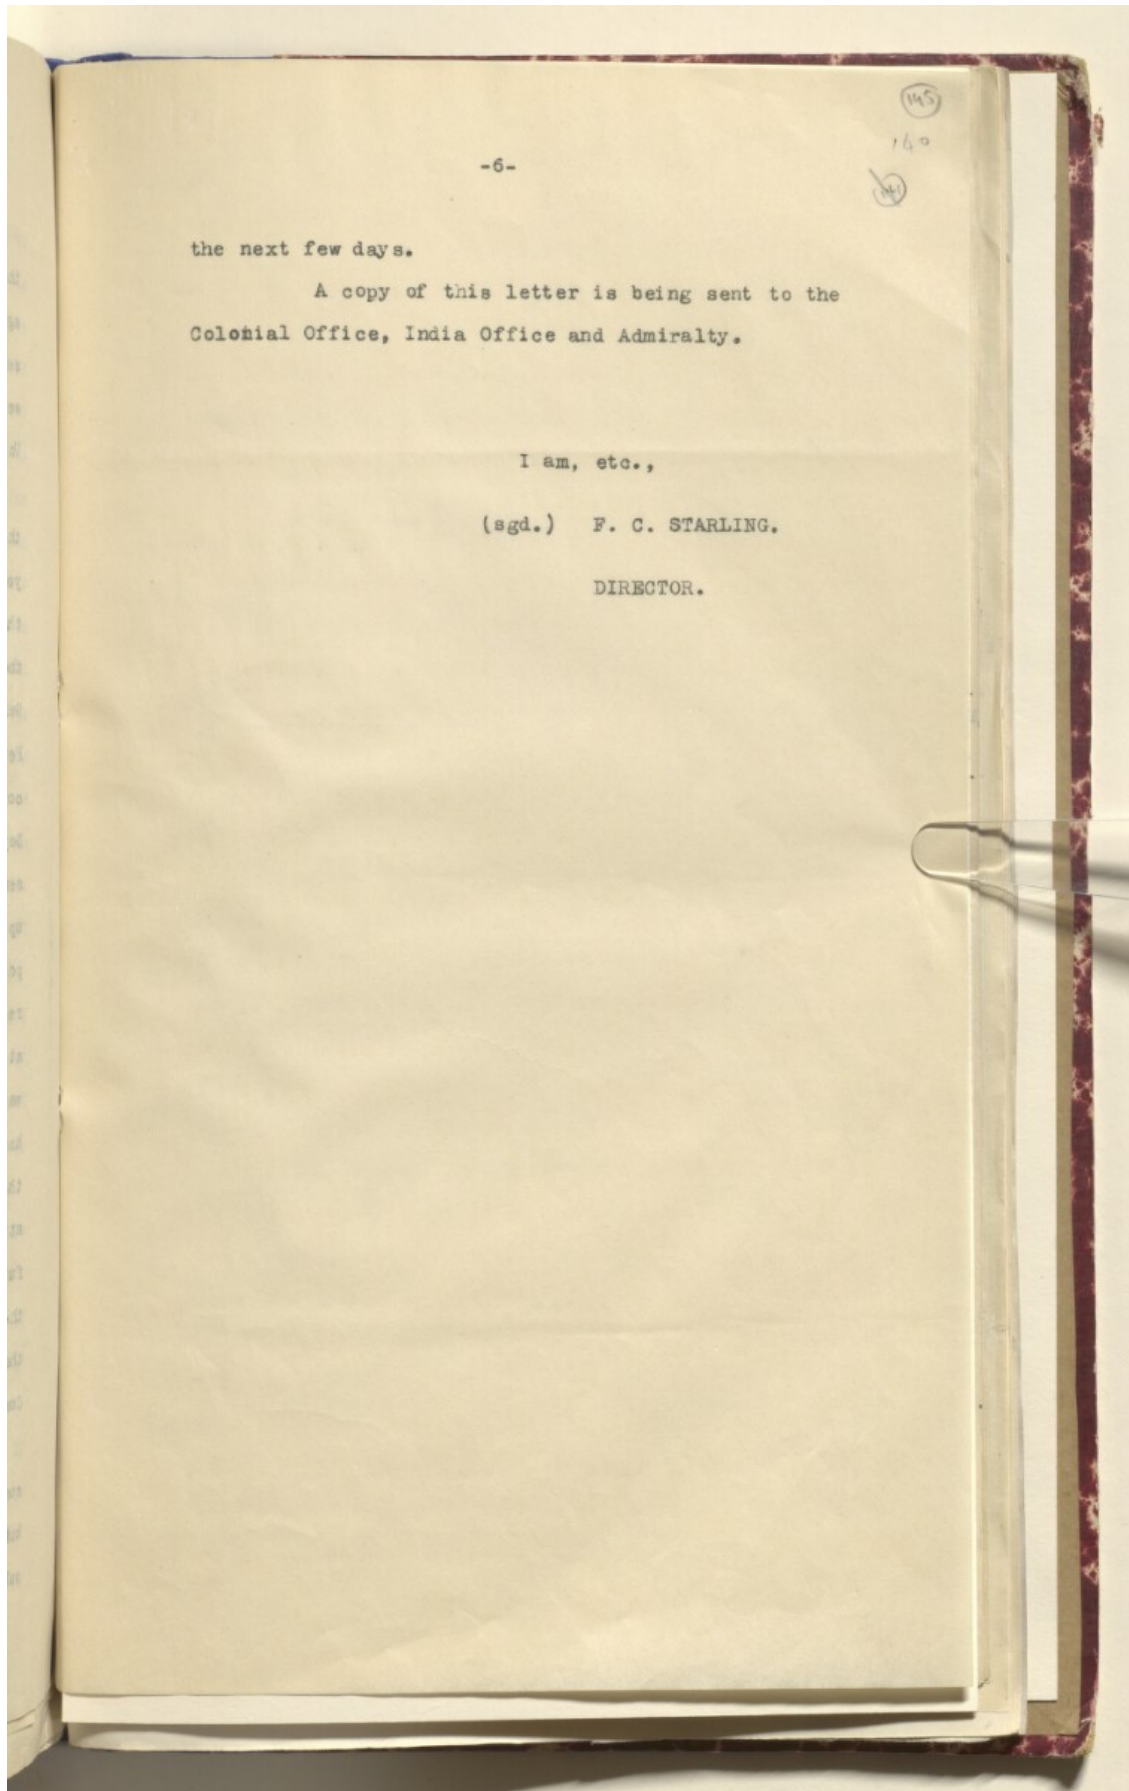 145
140
141
-6-
the next few days.
A copy of this letter is being sent to the
Colonial Office, India Office and Admiralty.
I am, etc.,
(sgd.) F. C. STARLING.
DIRECTOR.